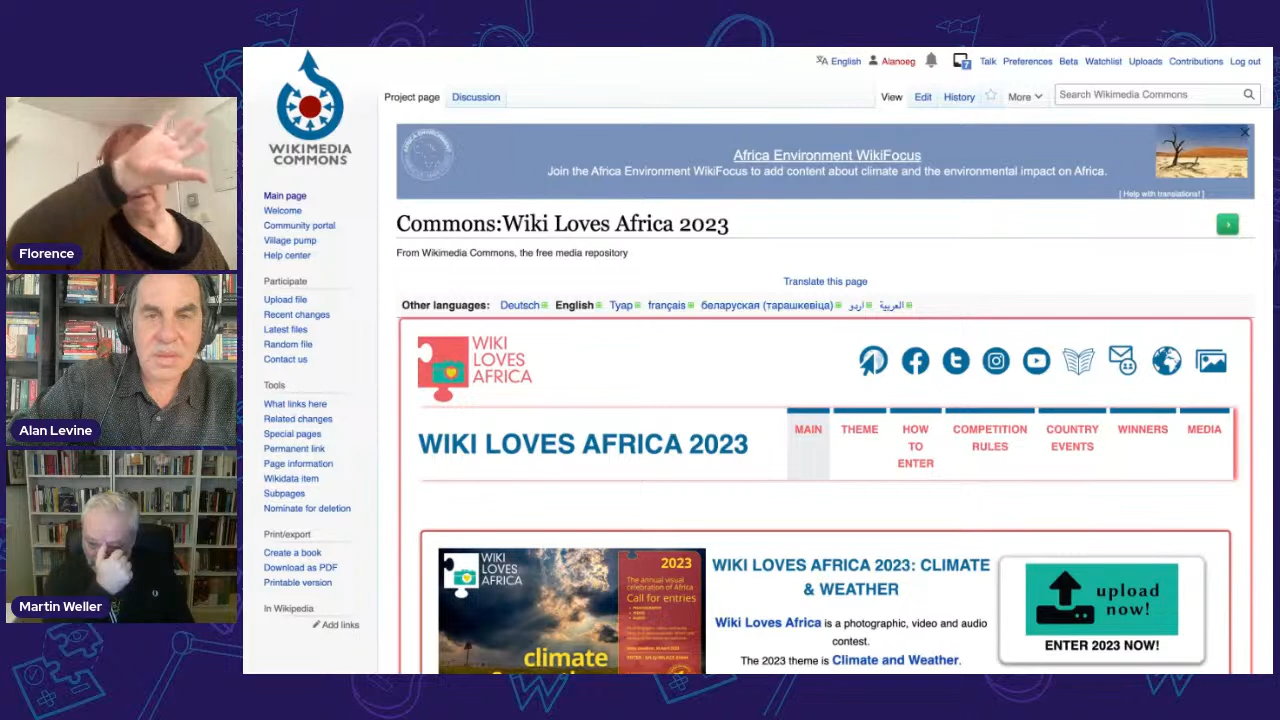 Florence
Alan Levine
Martin Weller
WIKIMEDIA
COMMONS
Main page
Welcome
Community portal
Village pump
Help center
Participate
Upload file
Recent changes
Latest files
Random file
Contact us
Tools
What links here
Related changes
Special pages
Permanent link
Page information
Wikidata item
Subpages
Nominate for deletion
Print/export
Create a book
Download as PDF
Printable version
In Wikipedia
Add links
English Alanoeg 7 Talk Preferences Beta Watchlist Uploads Contributions Log out
Project page Discussion View Edit History More Search Wikimedia Commons
Africa Environment WikiFocus
Join the Africa Environment WikiFocus to add content about climate and the environmental impact on Africa.
[ Help with translations! ]
Commons:Wiki Loves Africa 2023
From Wikimedia Commons, the free media repository
Translate this page
Other languages: Deutsch English Tyap français беларуская (тарашкевіца) اردو العربية
WIKI
LOVES
AFRICA
WIKI LOVES AFRICA 2023
MAIN THEME HOW TO ENTER COMPETITION RULES COUNTRY EVENTS WINNERS MEDIA
WIKI
LOVES
AFRICA
2023
The annual visual
celebration of Africa
Call for entries
climate
WIKI LOVES AFRICA 2023: CLIMATE
& WEATHER
Wiki Loves Africa is a photographic, video and audio
contest.
The 2023 theme is Climate and Weather.
upload
now!
ENTER 2023 NOW!